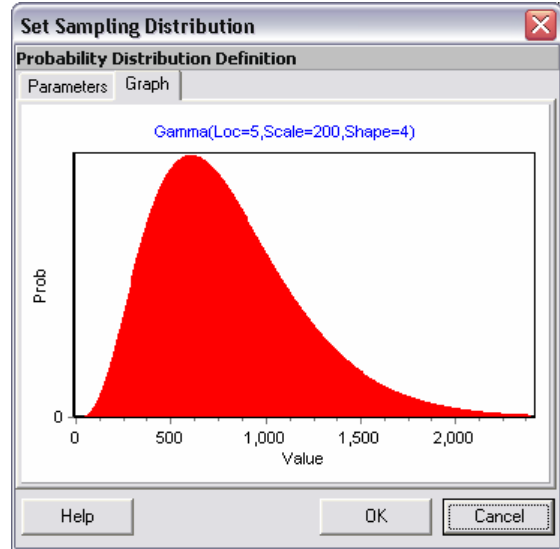 Set Sampling Distribution
Probability Distribution Definition
Parameters Graph
Gamma(Loc=5,Scale=200,Shape=4)
Prob
0
0 500 1,000 1,500 2,000
Value
Help OK Cancel